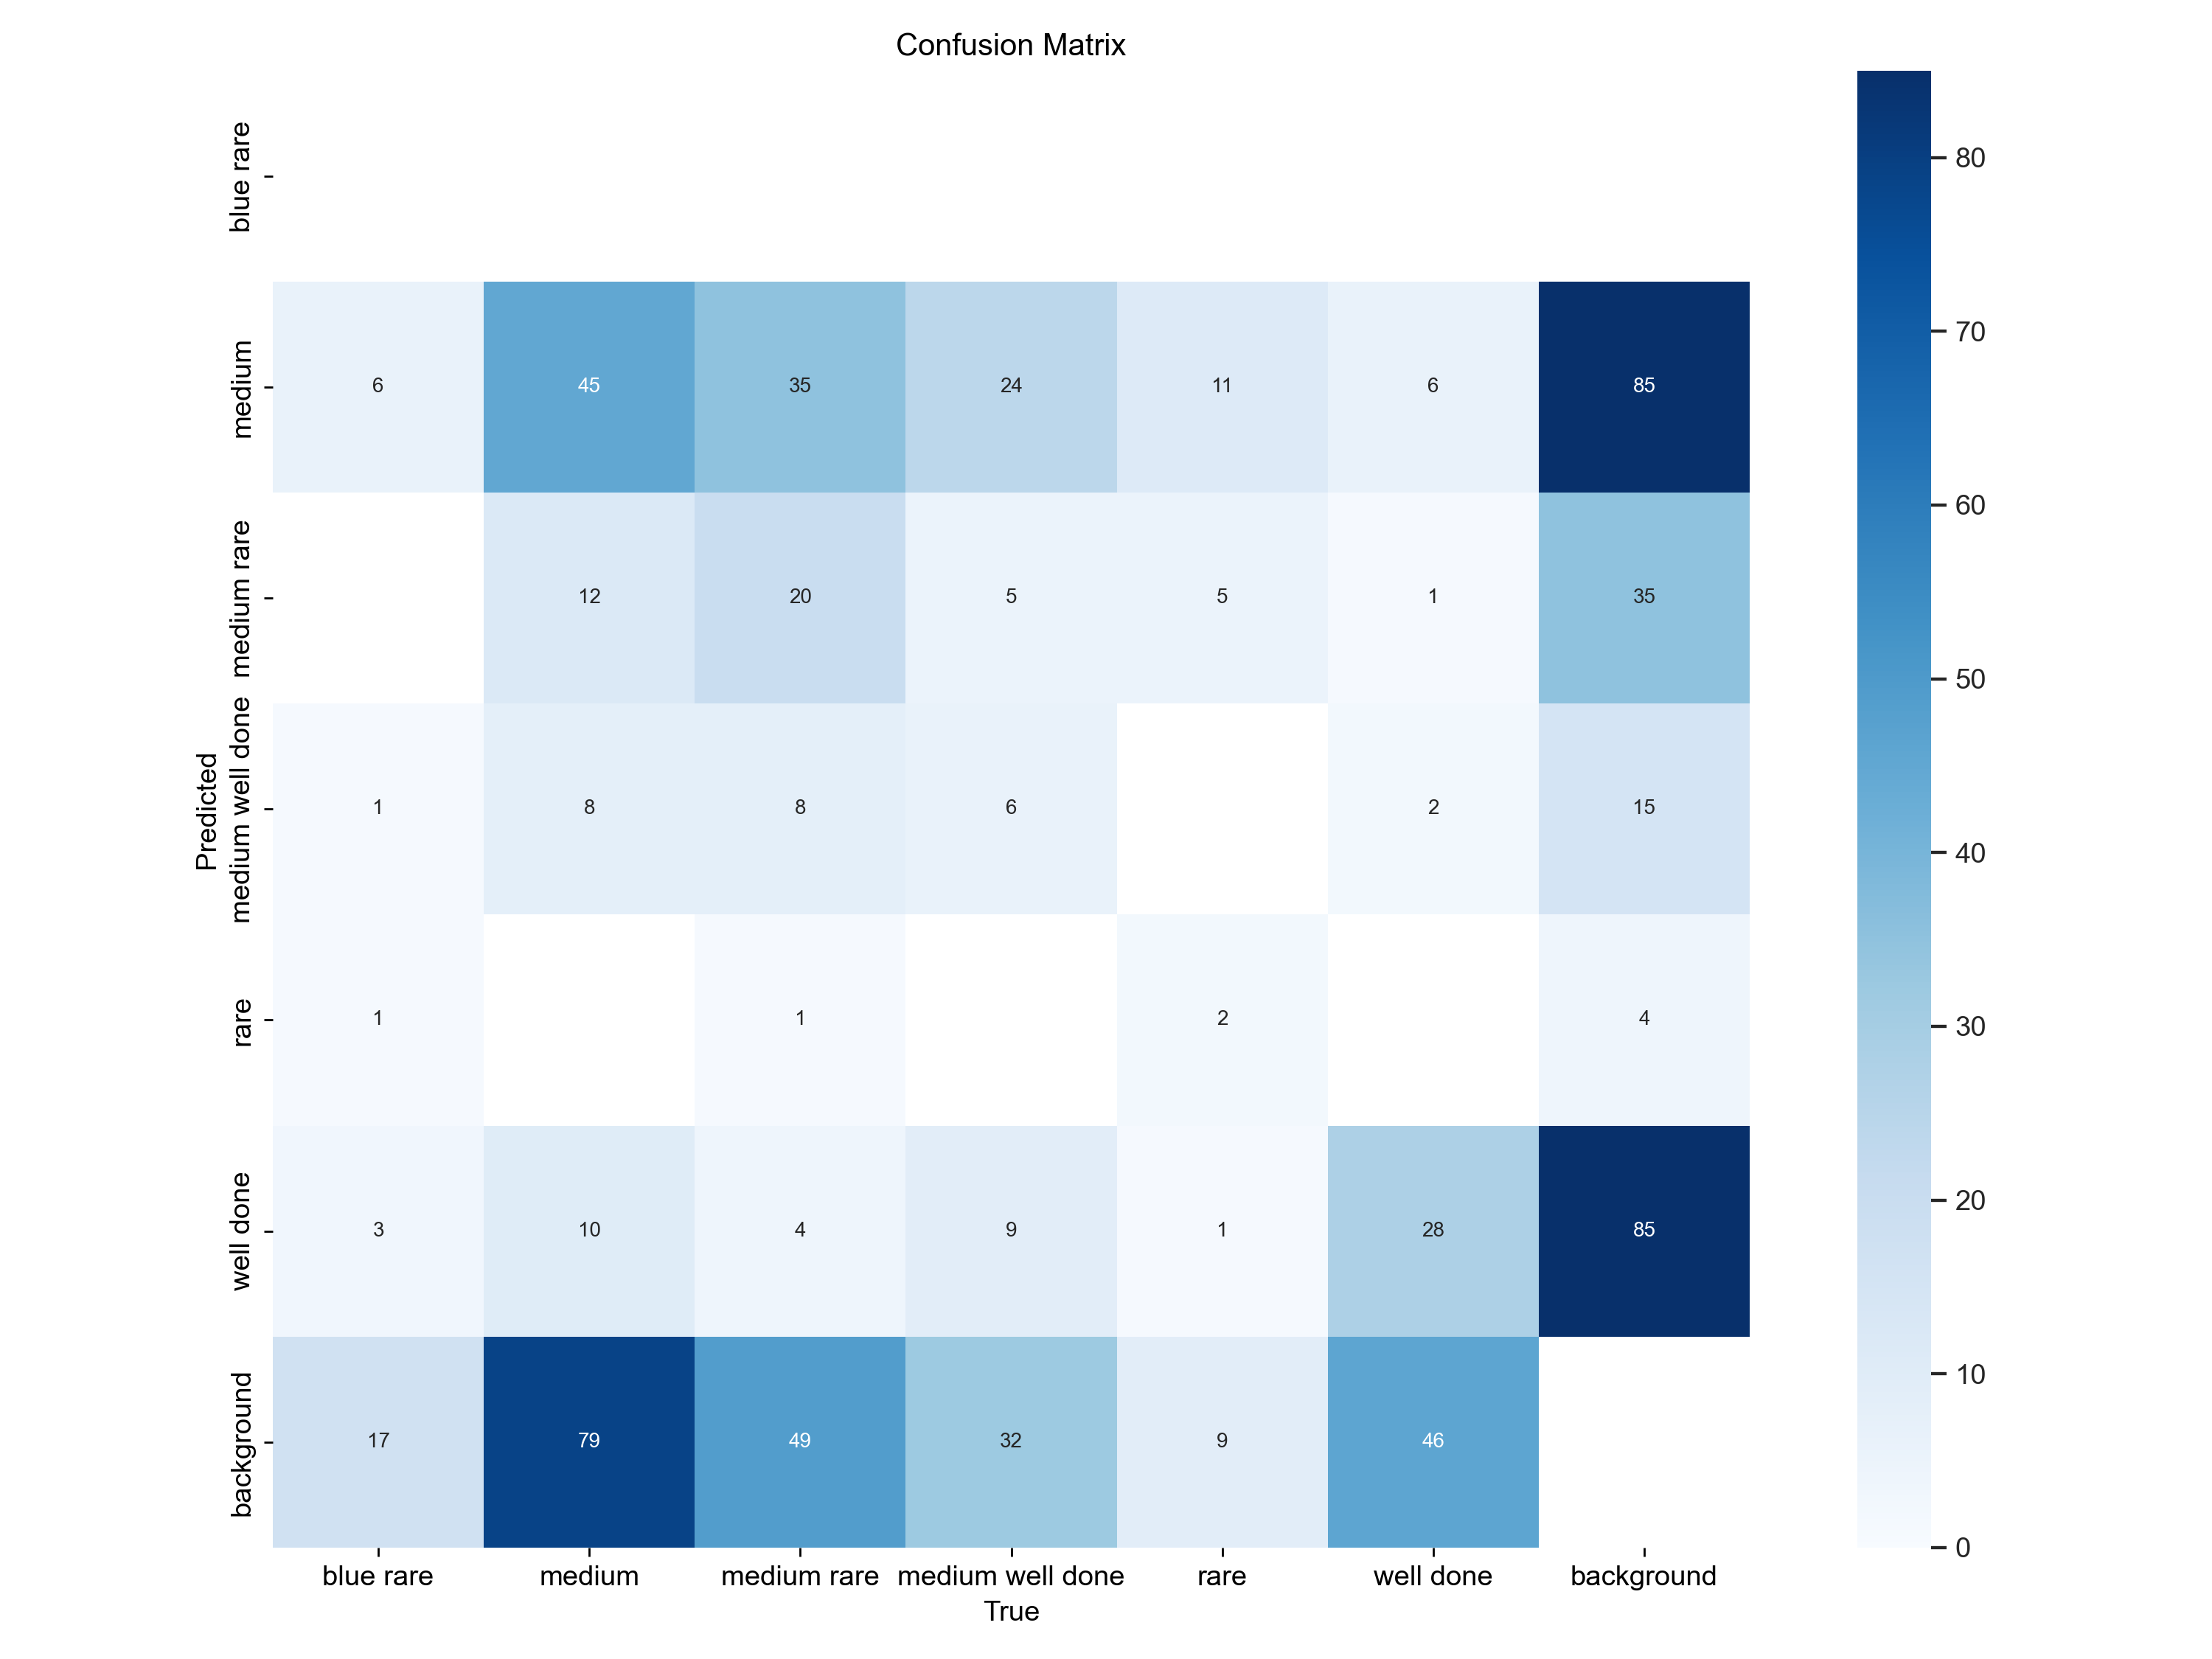 Confusion Matrix
blue rare
medium
6 45 35 24 11 6 85
medium rare
12 20 5 5 1 35
medium well done
1 8 8 6 2 15
rare
1 1 2 4
well done
3 10 4 9 1 28 85
background
17 79 49 32 9 46
Predicted
blue rare medium medium rare medium well done rare well done background
True
80
70
60
50
40
30
20
10
0